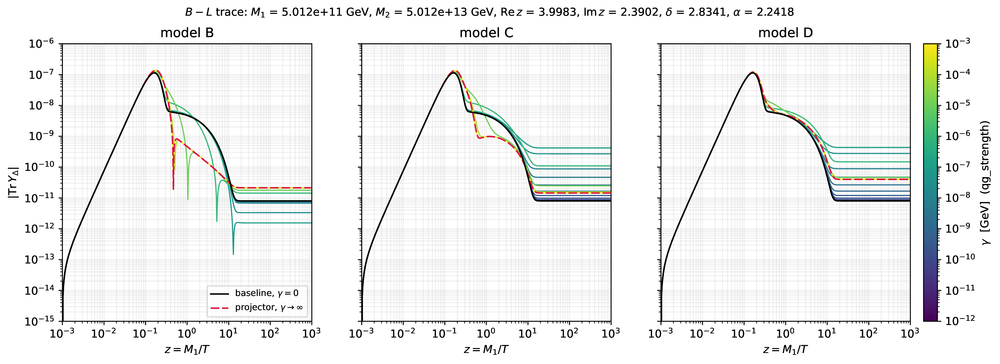 B − L trace: M₁ = 5.012e+11 GeV, M₂ = 5.012e+13 GeV, Re z = 3.9983, Im z = 2.3902, δ = 2.8341, α = 2.2418
model B
model C
model D
|Tr Y_Δ|
10⁻⁶
10⁻⁷
10⁻⁸
10⁻⁹
10⁻¹⁰
10⁻¹¹
10⁻¹²
10⁻¹³
10⁻¹⁴
10⁻¹⁵
baseline, γ = 0
projector, γ → ∞
10⁻³ 10⁻² 10⁻¹ 10⁰ 10¹ 10² 10³
z = M₁/T
10⁻³ 10⁻² 10⁻¹ 10⁰ 10¹ 10² 10³
z = M₁/T
10⁻³ 10⁻² 10⁻¹ 10⁰ 10¹ 10² 10³
z = M₁/T
10⁻³
10⁻⁴
10⁻⁵
10⁻⁶
10⁻⁷
10⁻⁸
10⁻⁹
10⁻¹⁰
10⁻¹¹
10⁻¹²
γ [GeV] (qg_strength)